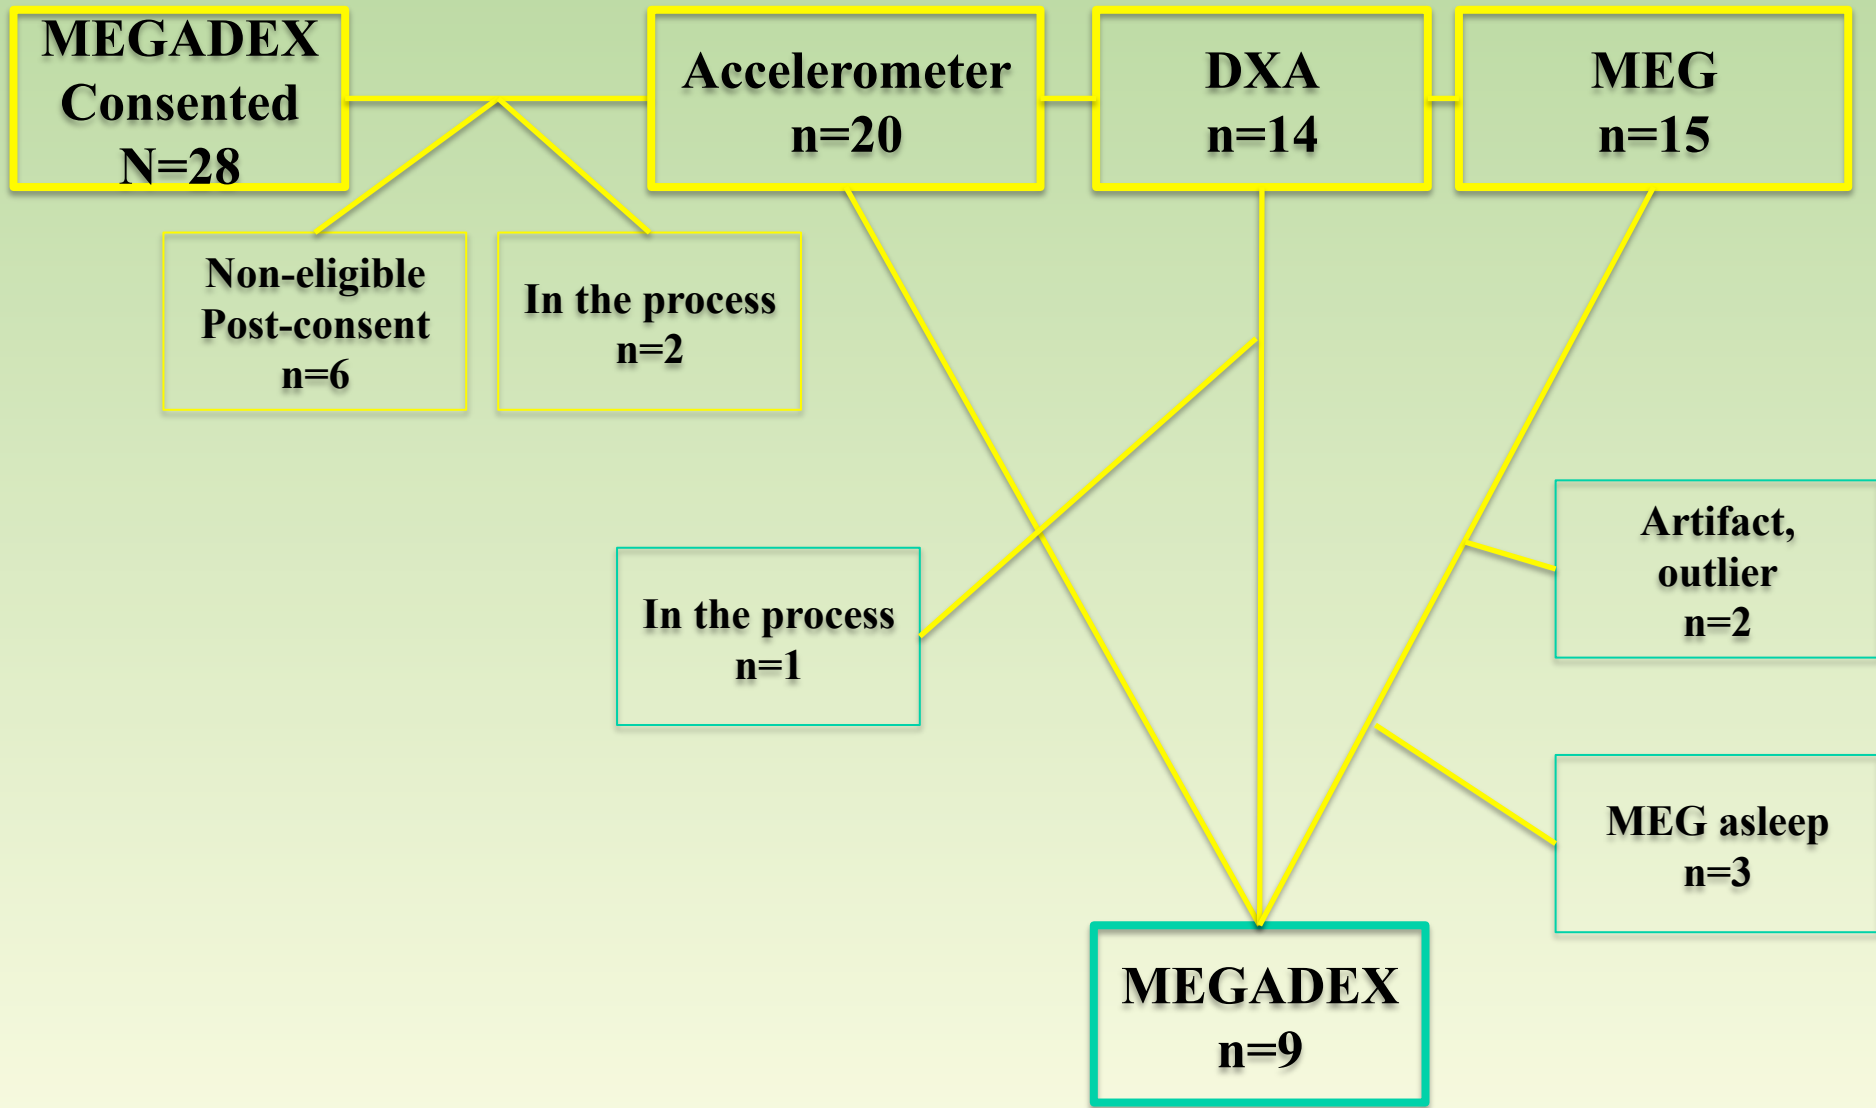 MEGADEX
Consented
N=28
Accelerometer
n=20
DXA
n=14
MEG
n=15
Non-eligible
Post-consent
n=6
In the process
n=2
Artifact,
outlier
n=2
In the process
n=1
MEG asleep
n=3
MEGADEX
n=9